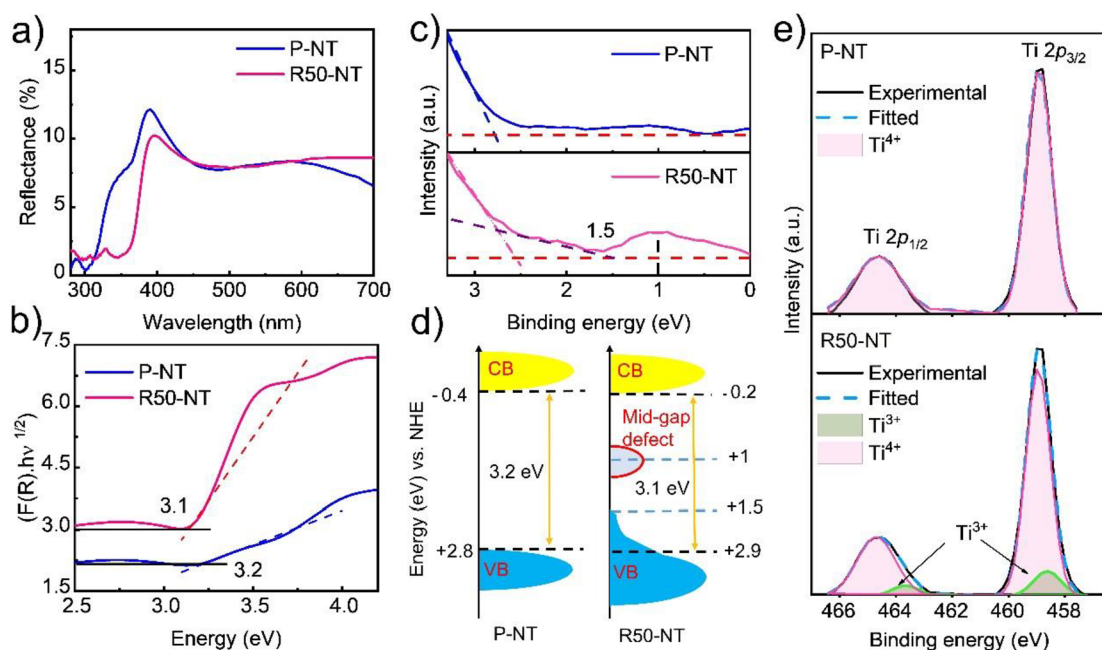 a)
P-NT
R50-NT
Reflectance (%)
15
10
5
0
300
400
500
600
700
Wavelength (nm)
b)
P-NT
R50-NT
(F(R).hν ^1/2)
7.5
6.0
4.5
3.0
1.5
3.1
3.2
2.5
3.0
3.5
4.0
Energy (eV)
c)
P-NT
R50-NT
1.5
Intensity (a.u.)
3
2
1
0
Binding energy (eV)
d)
Energy (eV) vs. NHE
CB
-0.4
3.2 eV
+2.8
VB
P-NT
CB
-0.2
Mid-gap
defect
+1
3.1 eV
+1.5
+2.9
VB
R50-NT
e)
P-NT
Ti 2p3/2
Experimental
Fitted
Ti4+
Ti 2p1/2
Intensity (a.u.)
R50-NT
Experimental
Fitted
Ti3+
Ti4+
Ti3+
466
464
462
460
458
Binding energy (eV)